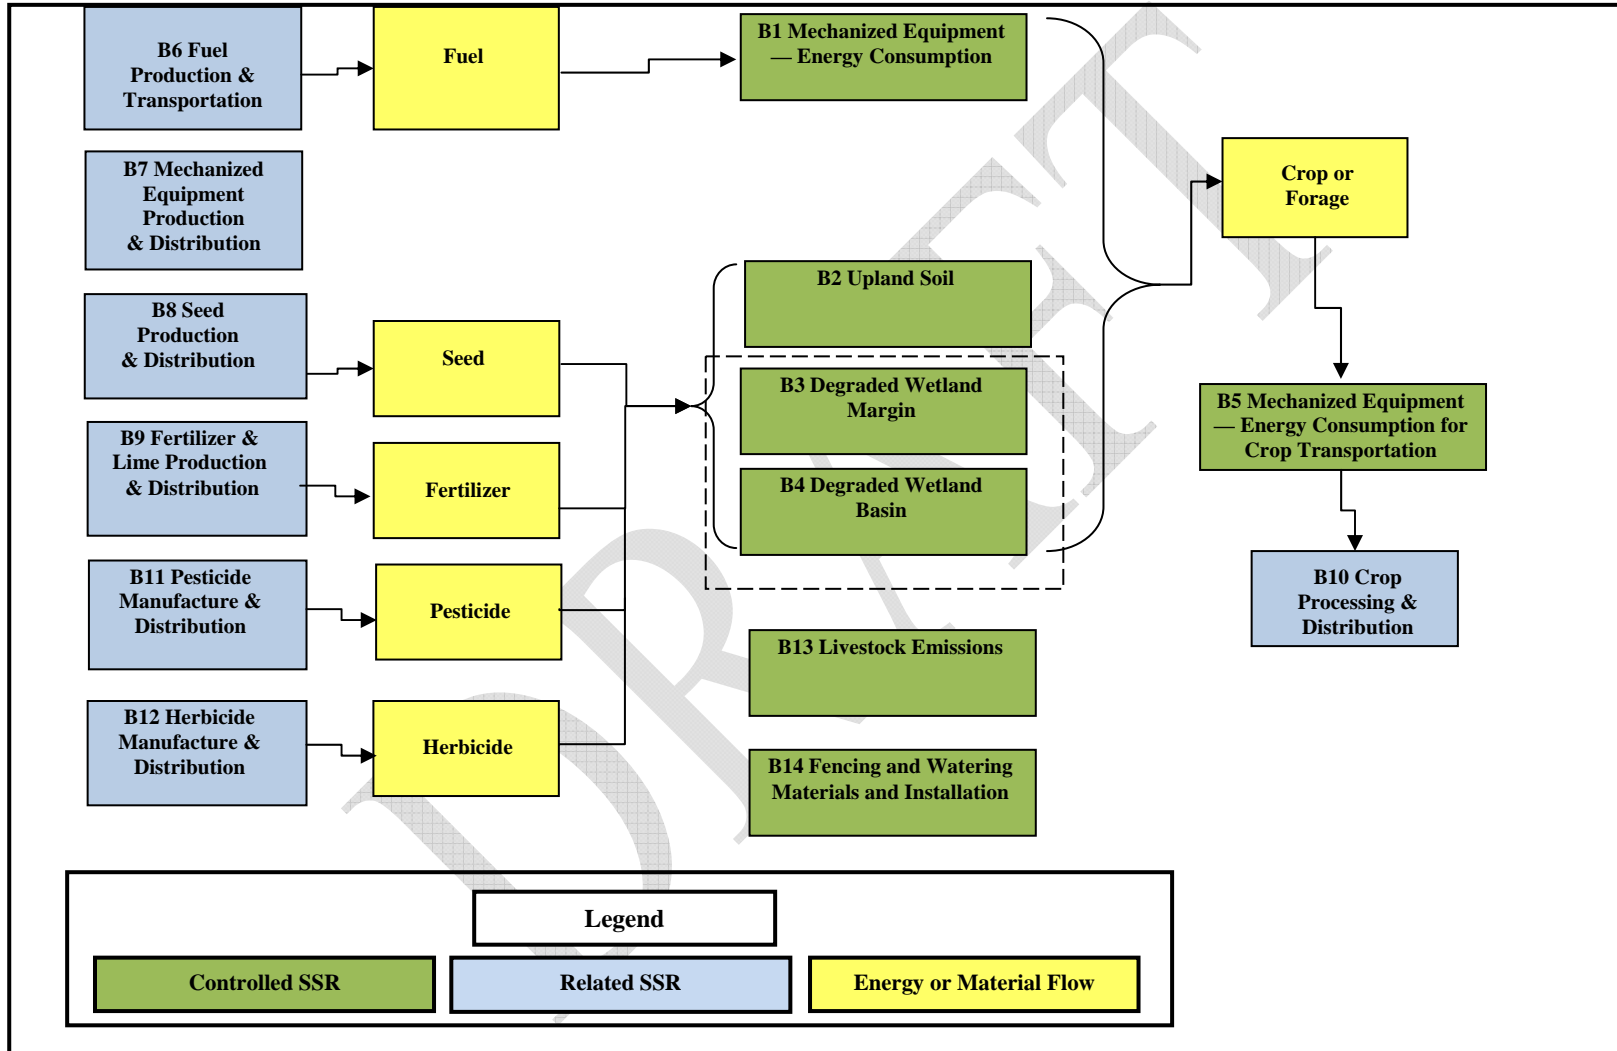 B6 Fuel
Production &
Transportation
Fuel
B1 Mechanized Equipment
— Energy Consumption
B7 Mechanized
Equipment
Production
& Distribution
Crop or
Forage
B8 Seed
Production
& Distribution
Seed
B2 Upland Soil
B3 Degraded Wetland
Margin
B5 Mechanized Equipment
— Energy Consumption for
Crop Transportation
B9 Fertilizer &
Lime Production
& Distribution
Fertilizer
B4 Degraded Wetland
Basin
B11 Pesticide
Manufacture &
Distribution
Pesticide
B10 Crop
Processing &
Distribution
B13 Livestock Emissions
B12 Herbicide
Manufacture &
Distribution
Herbicide
B14 Fencing and Watering
Materials and Installation
DRAFT
Legend
Controlled SSR
Related SSR
Energy or Material Flow